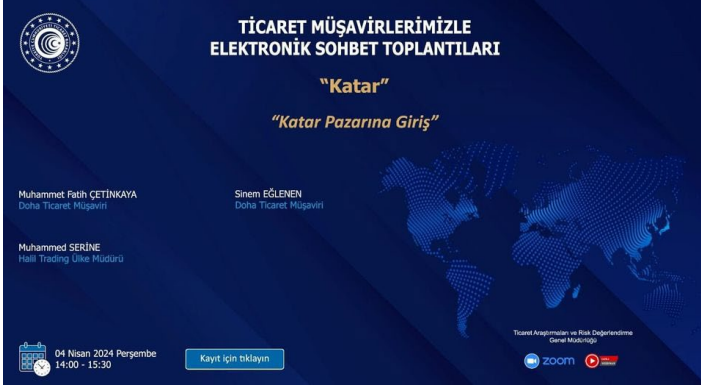 TİCARET MÜŞAVİRLERİMİZLE
ELEKTRONİK SOHBET TOPLANTILARI
"Katar"
"Katar Pazarına Giriş"
Muhammet Fatih ÇETİNKAYA
Doha Ticaret Müşaviri
Sinem EĞLENEN
Doha Ticaret Müşaviri
Muhammed SERİNE
Halil Trading Ülke Müdürü
Ticaret Araştırmaları ve Risk Değerlendirme
Genel Müdürlüğü
04 Nisan 2024 Perşembe
14:00 - 15:30
Kayıt için tıklayın
zoom